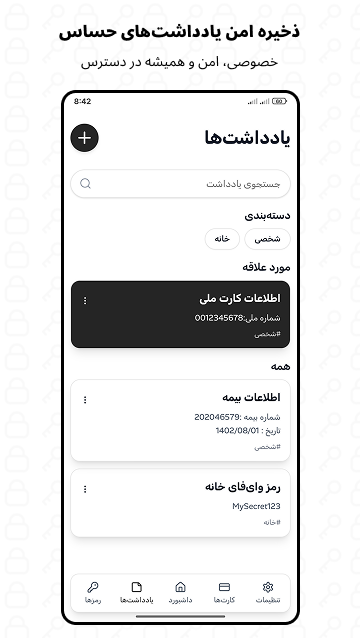 ذخیره امن یادداشت‌های حساس
خصوصی، امن و همیشه در دسترس
8:42
60
یادداشت‌ها
جستجوی یادداشت
دسته‌بندی
شخصی
خانه
مورد علاقه
اطلاعات کارت ملی
شماره ملی:0012345678
#شخصی
همه
اطلاعات بیمه
شماره بیمه :202046579
تاریخ : 1402/08/01
#شخصی
رمز وای‌فای خانه
MySecret123
#خانه
تنظیمات
کارت‌ها
داشبورد
یادداشت‌ها
رمزها